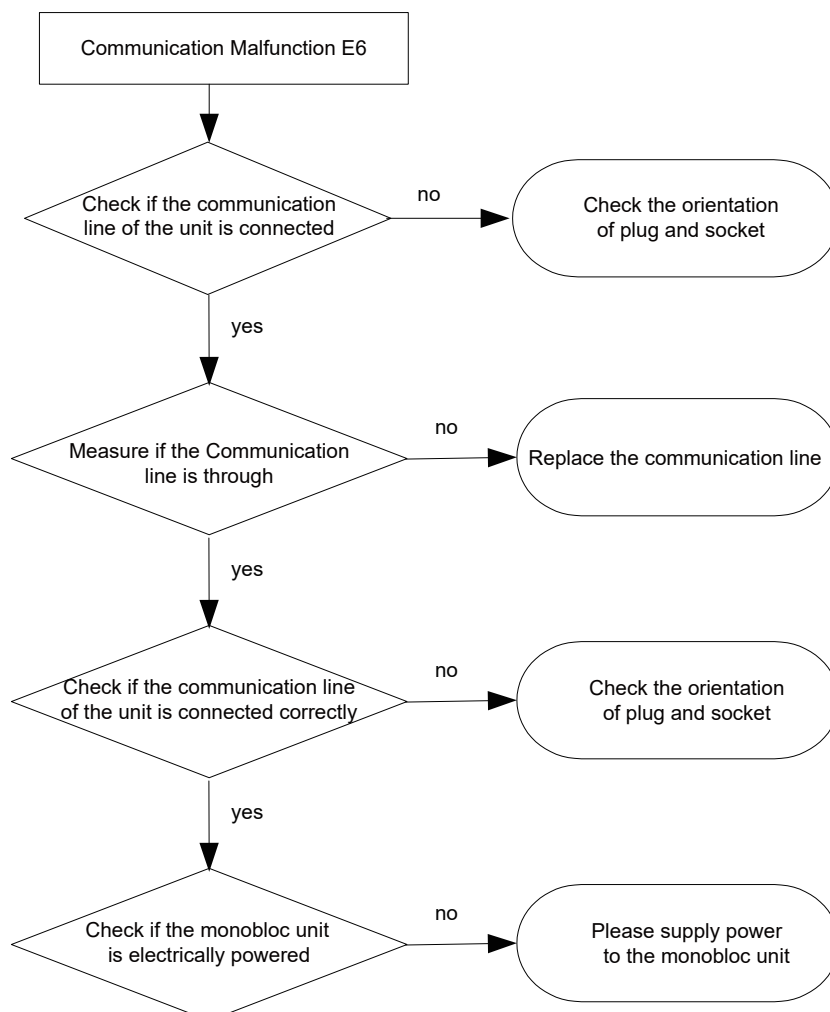 Communication Malfunction E6
Check if the communication
line of the unit is connected
no
Check the orientation
of plug and socket
yes
Measure if the Communication
line is through
no
Replace the communication line
yes
Check if the communication line
of the unit is connected correctly
no
Check the orientation
of plug and socket
yes
Check if the monobloc unit
is electrically powered
no
Please supply power
to the monobloc unit